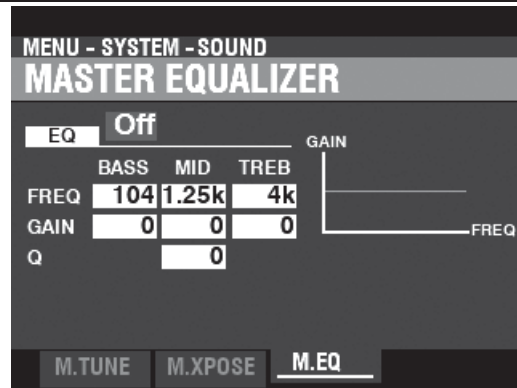 MENU - SYSTEM - SOUND
MASTER EQUALIZER
EQ Off
GAIN
BASS MID TREB
FREQ 104 1.25k 4k
GAIN 0 0 0
FREQ
Q 0
M.TUNE M.XPOSE M.EQ